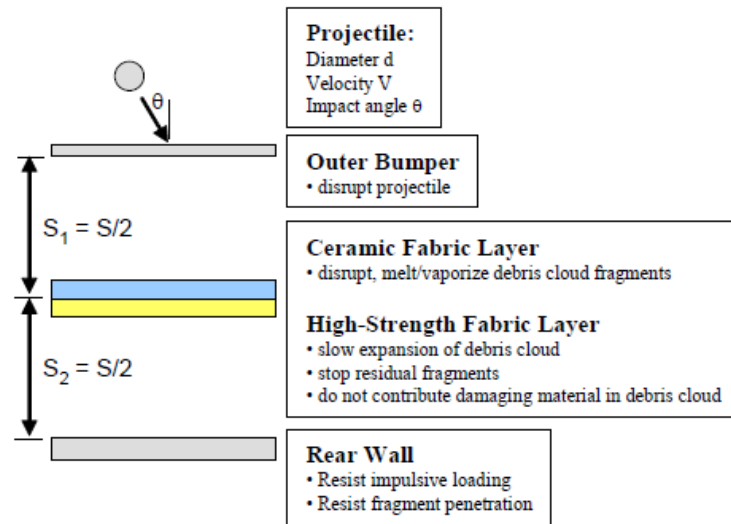 Projectile:
Diameter d
Velocity V
Impact angle θ
θ
Outer Bumper
• disrupt projectile
S₁ = S/2
Ceramic Fabric Layer
• disrupt, melt/vaporize debris cloud fragments
High-Strength Fabric Layer
• slow expansion of debris cloud
• stop residual fragments
• do not contribute damaging material in debris cloud
S₂ = S/2
Rear Wall
• Resist impulsive loading
• Resist fragment penetration